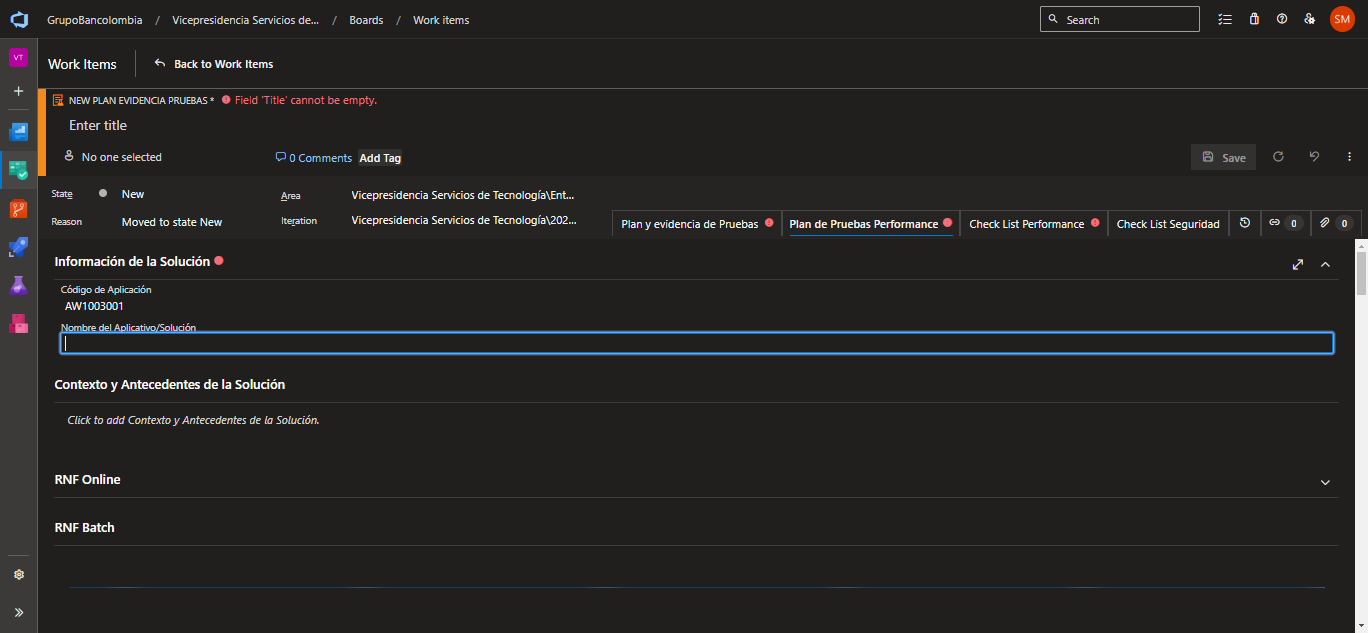 GrupoBancolombia / Vicepresidencia Servicios de... / Boards / Work items
Search
SM
VT
Work Items
Back to Work Items
NEW PLAN EVIDENCIA PRUEBAS * Field 'Title' cannot be empty.
Enter title
No one selected
0 Comments Add Tag
Save
State New
Area Vicepresidencia Servicios de Tecnología\Ent...
Reason Moved to state New
Iteration Vicepresidencia Servicios de Tecnología\202...
Plan y evidencia de Pruebas Plan de Pruebas Performance Check List Performance Check List Seguridad 0 0
Información de la Solución
Código de Aplicación
AW1003001
Nombre del Aplicativo/Solución
Contexto y Antecedentes de la Solución
Click to add Contexto y Antecedentes de la Solución.
RNF Online
RNF Batch